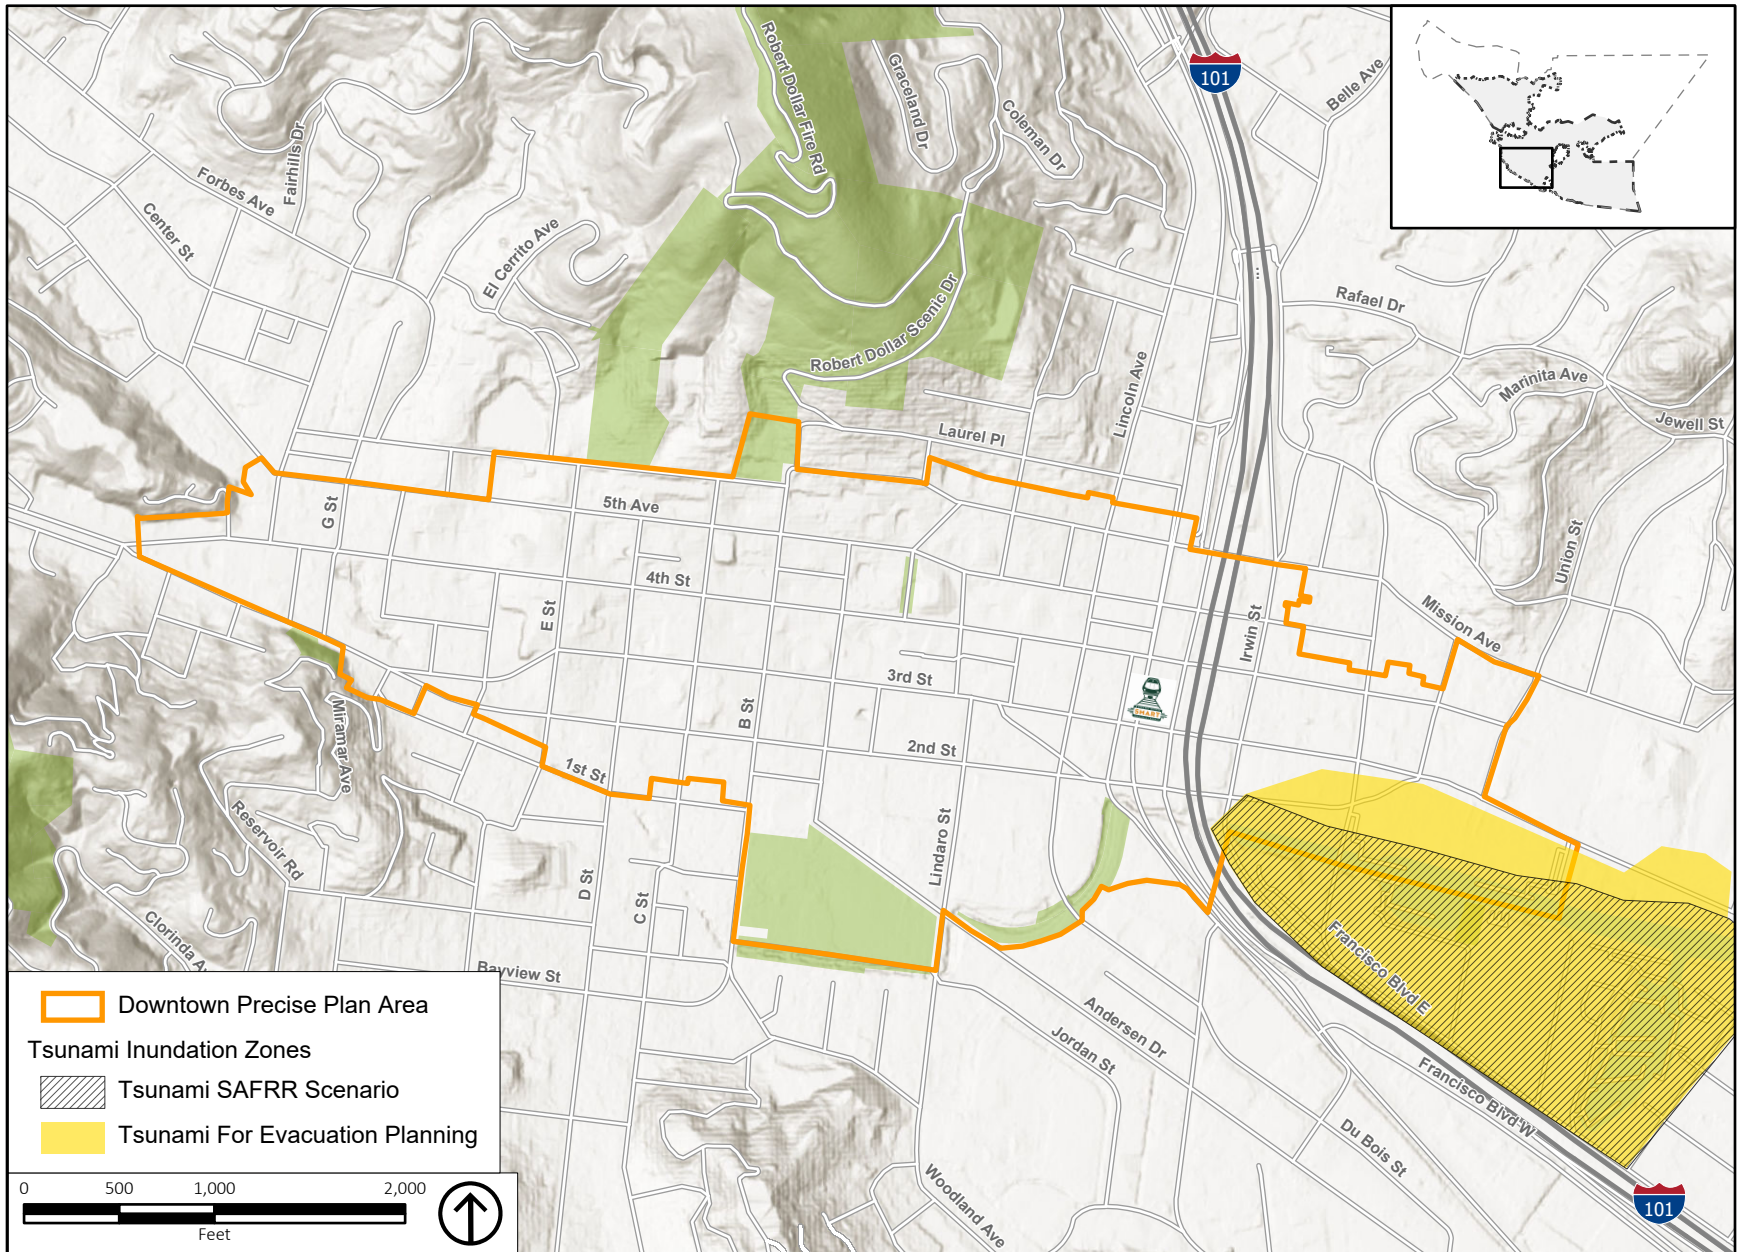 101
Belle Ave
Robert Dollar Fire Rd
Graceland Dr
Coleman Dr
Fairhills Dr
Forbes Ave
Center St
El Cerrito Ave
...
Rafael Dr
Robert Dollar Scenic Dr
Lincoln Ave
Marinita Ave
Jewell St
Laurel Pl
G St
5th Ave
Union St
4th St
E St
Mission Ave
Irwin St
3rd St
SMART
B St
Miramar Ave
2nd St
1st St
Reservoir Rd
Lindaro St
D St
C St
Clorinda Av
Francisco Blvd E
Bayview St
Andersen Dr
Jordan St
Francisco Blvd W
Du Bois St
Woodland Ave
101
Downtown Precise Plan Area
Tsunami Inundation Zones
Tsunami SAFRR Scenario
Tsunami For Evacuation Planning
0 500 1,000 2,000
Feet